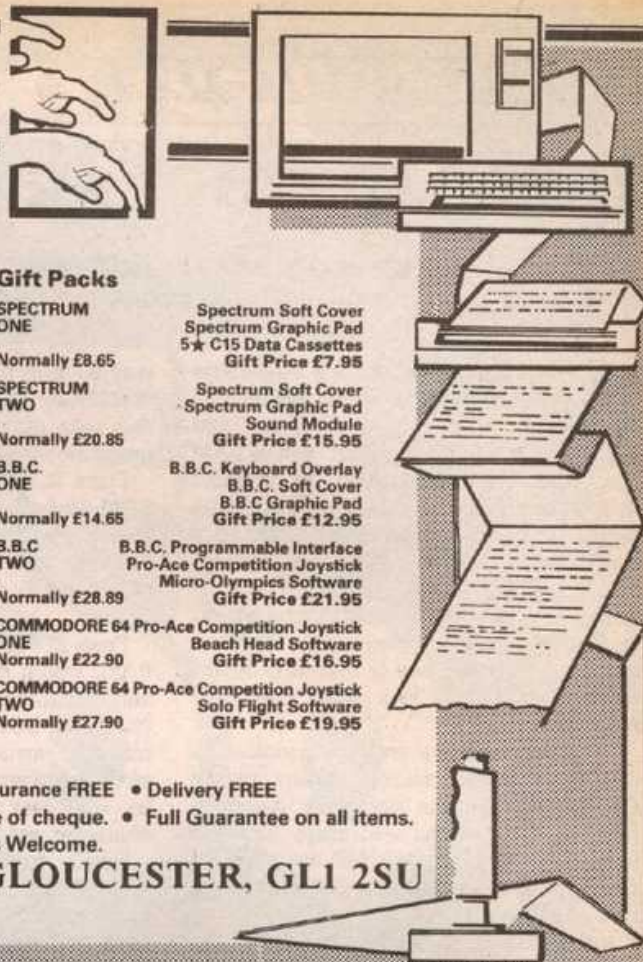 Gift Packs
SPECTRUM Spectrum Soft Cover
ONE Spectrum Graphic Pad
5★ C15 Data Cassettes
Normally £8.65 Gift Price £7.95
SPECTRUM Spectrum Soft Cover
TWO Spectrum Graphic Pad
Sound Module
Normally £20.85 Gift Price £15.95
B.B.C. B.B.C. Keyboard Overlay
ONE B.B.C. Soft Cover
B.B.C Graphic Pad
Normally £14.65 Gift Price £12.95
B.B.C B.B.C. Programmable Interface
TWO Pro-Ace Competition Joystick
Micro-Olympics Software
Normally £28.89 Gift Price £21.95
COMMODORE 64 Pro-Ace Competition Joystick
ONE Beach Head Software
Normally £22.90 Gift Price £16.95
COMMODORE 64 Pro-Ace Competition Joystick
TWO Solo Flight Software
Normally £27.90 Gift Price £19.95
urance FREE • Delivery FREE
of cheque. • Full Guarantee on all items.
Welcome.
GLOUCESTER, GL1 2SU